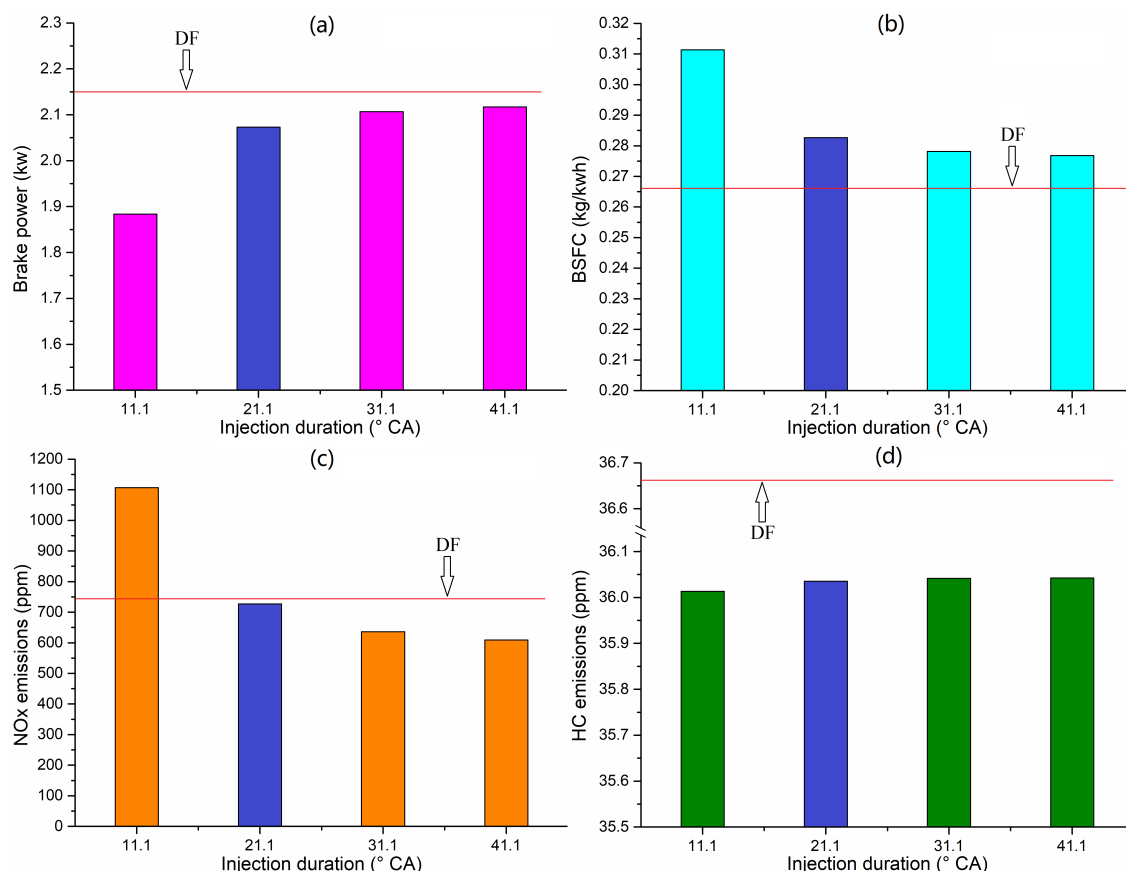 (a)
DF
Brake power (kw)
2.3
2.2
2.1
2.0
1.9
1.8
1.7
1.6
1.5
11.1 21.1 31.1 41.1
Injection duration (° CA)
(b)
DF
BSFC (kg/kwh)
0.32
0.31
0.30
0.29
0.28
0.27
0.26
0.25
0.24
0.23
0.22
0.21
0.20
11.1 21.1 31.1 41.1
Injection duration (° CA)
(c)
DF
NOx emissions (ppm)
1200
1100
1000
900
800
700
600
500
400
300
200
100
0
11.1 21.1 31.1 41.1
Injection duration (° CA)
(d)
DF
HC emissions (ppm)
36.7
36.6
36.1
36.0
35.9
35.8
35.7
35.6
35.5
11.1 21.1 31.1 41.1
Injection duration (° CA)